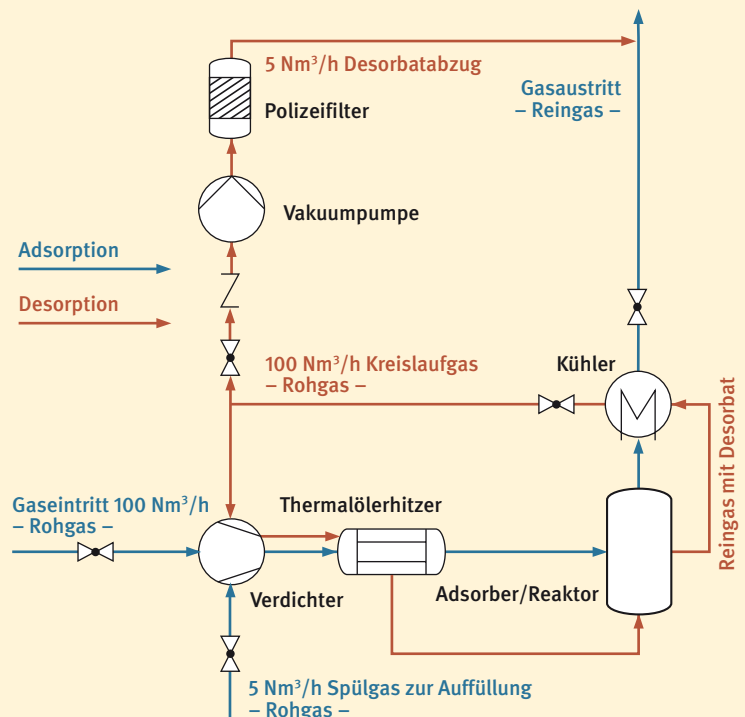 5 Nm³/h Desorbatabzug
Gasaustritt
– Reingas –
Polizeifilter
Vakuumpumpe
Adsorption
Desorption
100 Nm³/h Kreislaufgas
– Rohgas –
Kühler
Reingas mit Desorbat
Gaseintritt 100 Nm³/h
– Rohgas –
Thermalölerhitzer
Verdichter
Adsorber/Reaktor
5 Nm³/h Spülgas zur Auffüllung
– Rohgas –